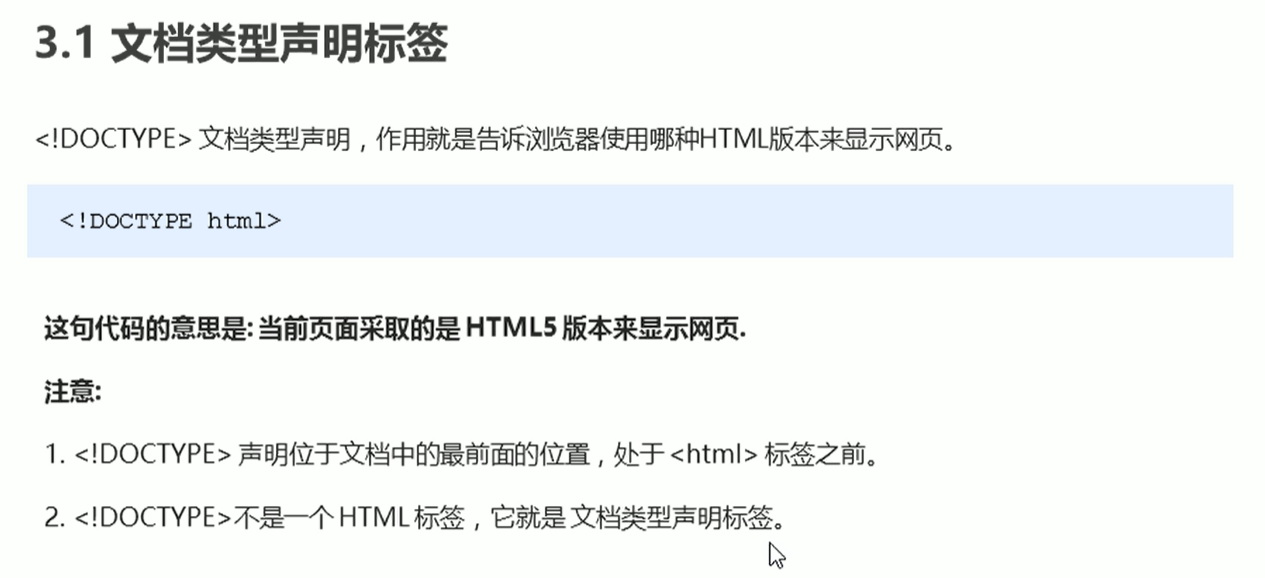 3.1 文档类型声明标签
<!DOCTYPE> 文档类型声明，作用就是告诉浏览器使用哪种HTML版本来显示网页。
<!DOCTYPE html>
这句代码的意思是: 当前页面采取的是 HTML5 版本来显示网页.
注意:
1. <!DOCTYPE> 声明位于文档中的最前面的位置，处于 <html> 标签之前。
2. <!DOCTYPE>不是一个 HTML 标签，它就是 文档类型声明标签。